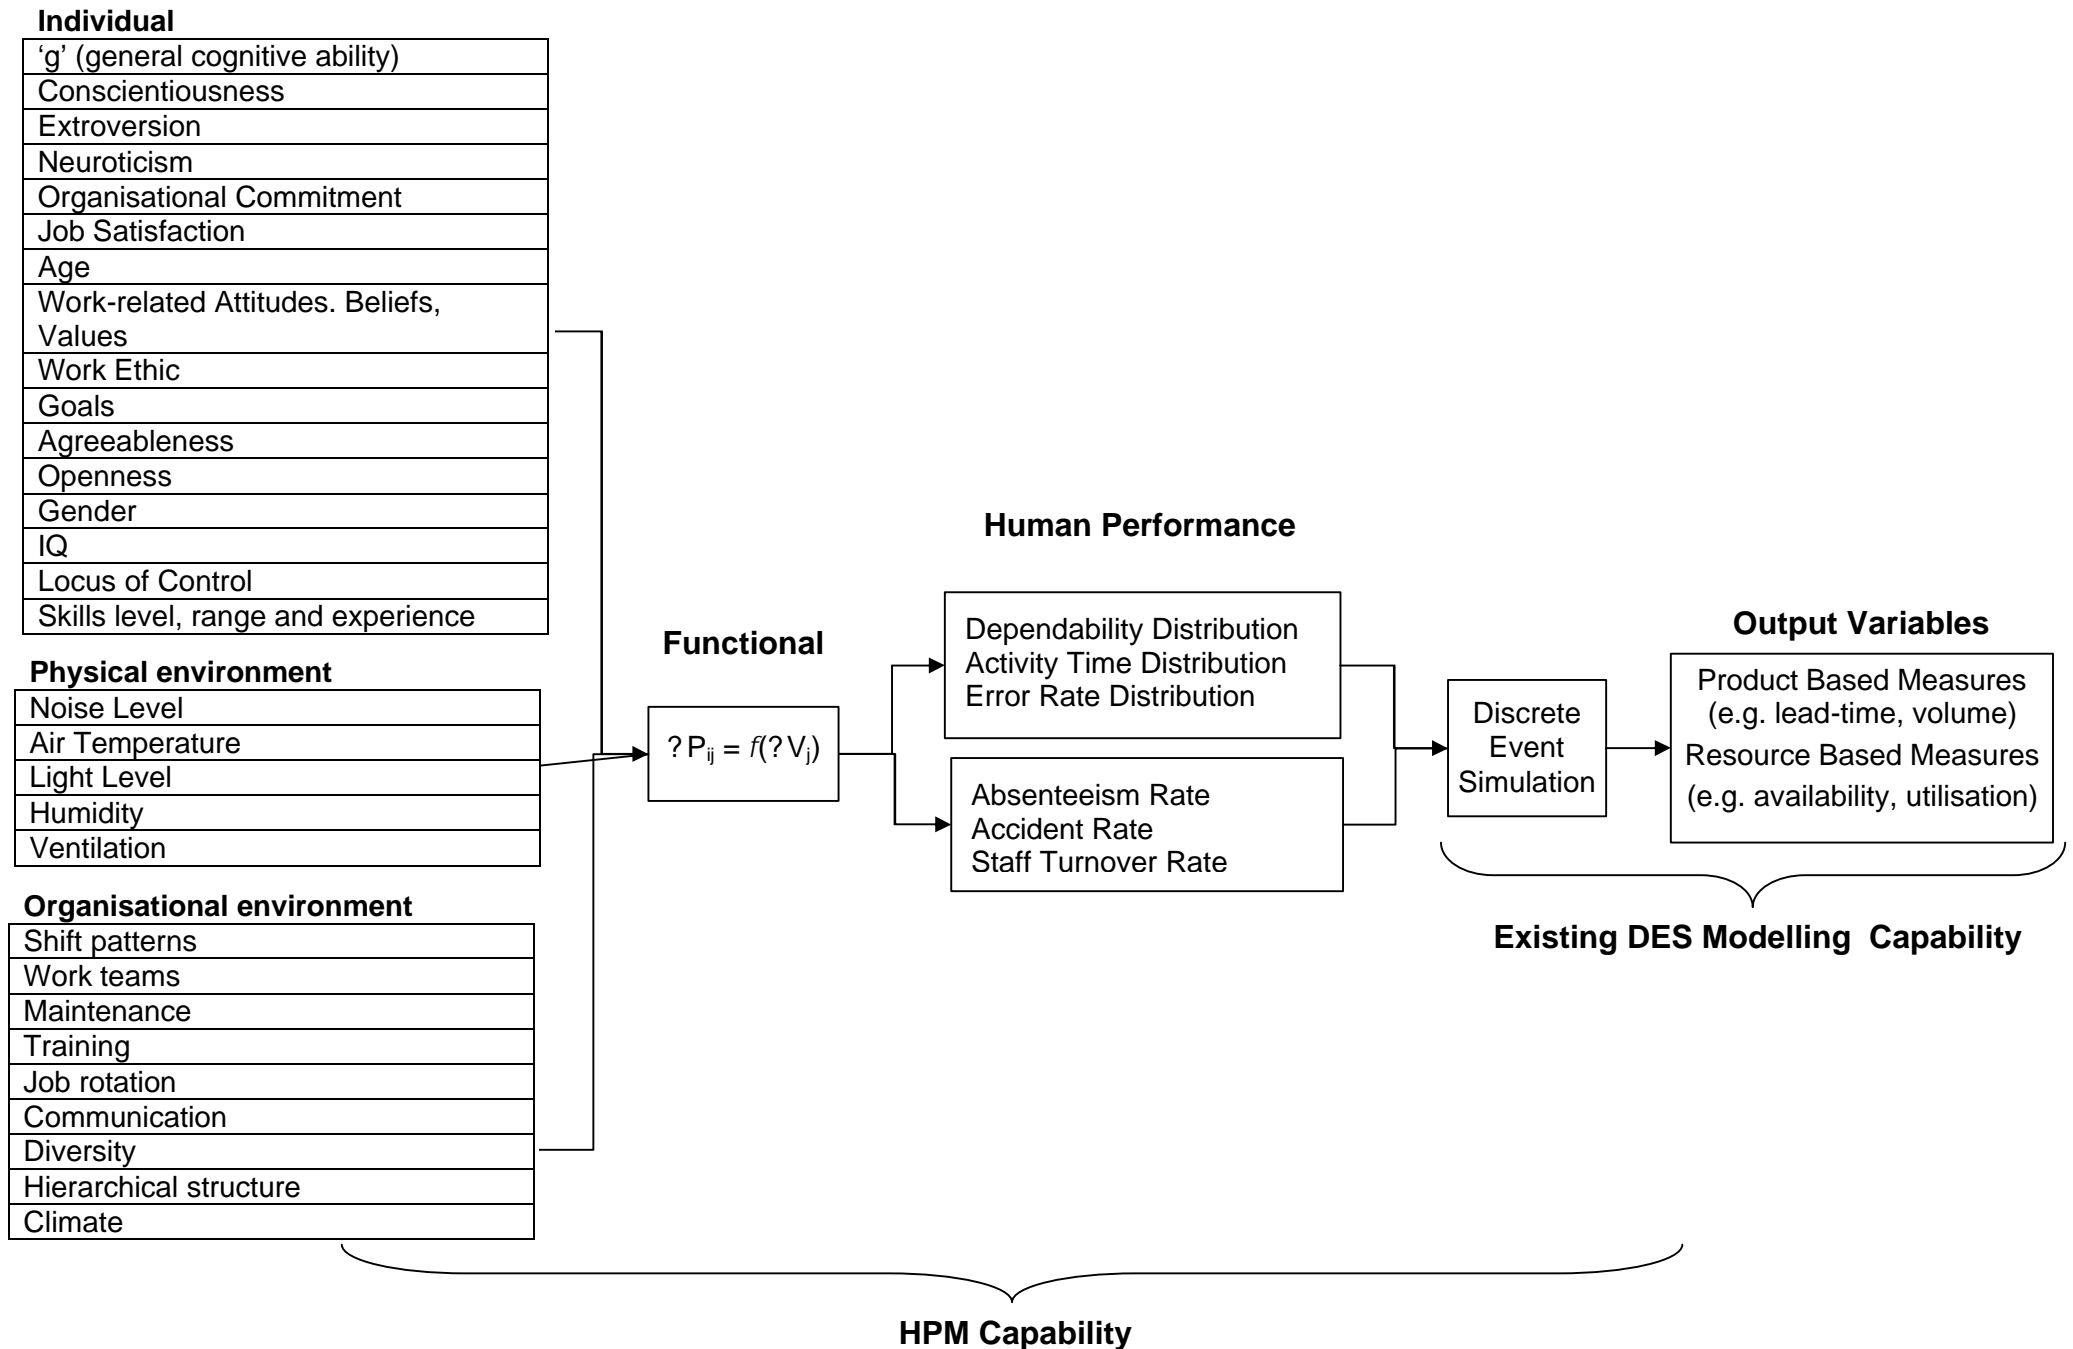 Individual
‘g’ (general cognitive ability)
Conscientiousness
Extroversion
Neuroticism
Organisational Commitment
Job Satisfaction
Age
Work-related Attitudes. Beliefs,
Values
Work Ethic
Goals
Agreeableness
Openness
Gender
IQ
Locus of Control
Skills level, range and experience
Physical environment
Noise Level
Air Temperature
Light Level
Humidity
Ventilation
Organisational environment
Shift patterns
Work teams
Maintenance
Training
Job rotation
Communication
Diversity
Hierarchical structure
Climate
Functional
?Pij = f(?Vj)
Human Performance
Dependability Distribution
Activity Time Distribution
Error Rate Distribution
Absenteeism Rate
Accident Rate
Staff Turnover Rate
Discrete
Event
Simulation
Output Variables
Product Based Measures
(e.g. lead-time, volume)
Resource Based Measures
(e.g. availability, utilisation)
Existing DES Modelling  Capability
HPM Capability